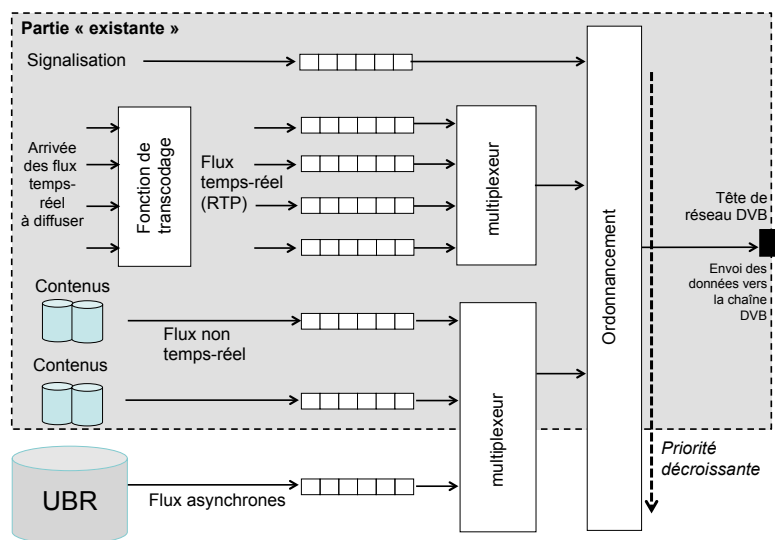 Partie « existante »
Signalisation
Arrivée
des flux
temps-
réel
à diffuser
Fonction de
transcodage
Flux
temps-réel
(RTP)
multiplexeur
Ordonnancement
Tête de
réseau DVB
Envoi des
données vers
la chaîne
DVB
Contenus
Flux non
temps-réel
Contenus
multiplexeur
Priorité
décroissante
UBR
Flux asynchrones